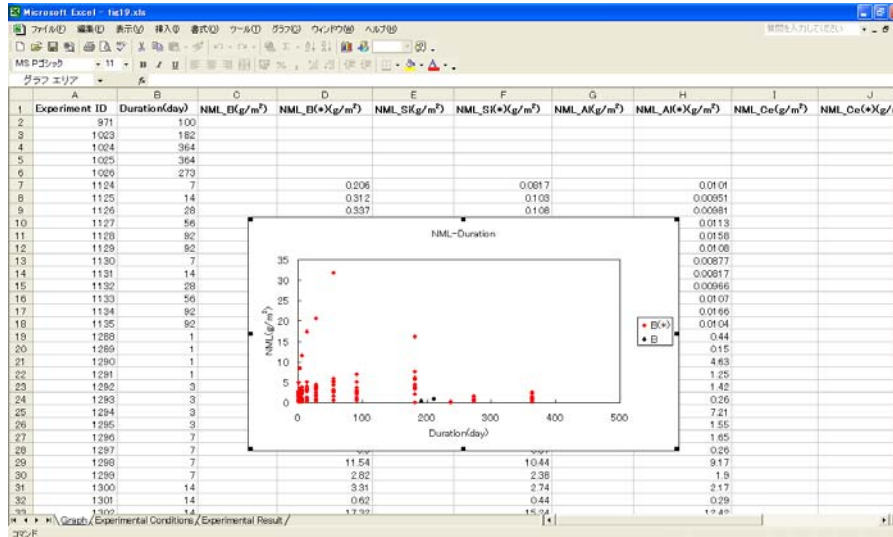 Microsoft Excel - fig19.xls
ファイル(F) 編集(E) 表示(V) 挿入(I) 書式(O) ツール(T) グラフ(C) ウィンドウ(W) ヘルプ(H)
質問を入力してください
MS Pゴシック 11 B I U
グラフ エリア fx
A B C D E F G H I J
1 Experiment ID Duration(day) NML_B(g/m²) NML_B(*)(g/m²) NML_Si(g/m²) NML_Si(*)(g/m²) NML_Al(g/m²) NML_Al(*)(g/m²) NML_Ce(g/m²) NML_Ce(*)(g/
2 971 100
3 1023 182
4 1024 364
5 1025 364
6 1026 273
7 1124 7 0.206 0.0817 0.0101
8 1125 14 0.312 0.103 0.00951
9 1126 28 0.337 0.108 0.00981
10 1127 56 0.0113
11 1128 92 0.0158
12 1129 92 0.0108
13 1130 7 0.00877
14 1131 14 0.00817
15 1132 28 0.00966
16 1133 56 0.0107
17 1134 92 0.0166
18 1135 92 0.0104
19 1288 1 0.44
20 1289 1 0.15
21 1290 1 4.63
22 1291 1 1.25
23 1292 3 1.42
24 1293 3 0.26
25 1294 3 7.21
26 1295 3 1.55
27 1296 7 1.65
28 1297 7 0.26
29 1298 7 11.54 10.44 9.17
30 1299 7 2.82 2.38 1.9
31 1300 14 3.31 2.74 2.17
32 1301 14 0.62 0.44 0.29
33 1302 14 17.32 15.24 12.42
NML-Duration
NML(g/m²)
35
30
25
20
15
10
5
0
0 100 200 300 400 500
Duration(day)
B(*)
B
Graph / Experimental Conditions / Experimental Result /
コマンド